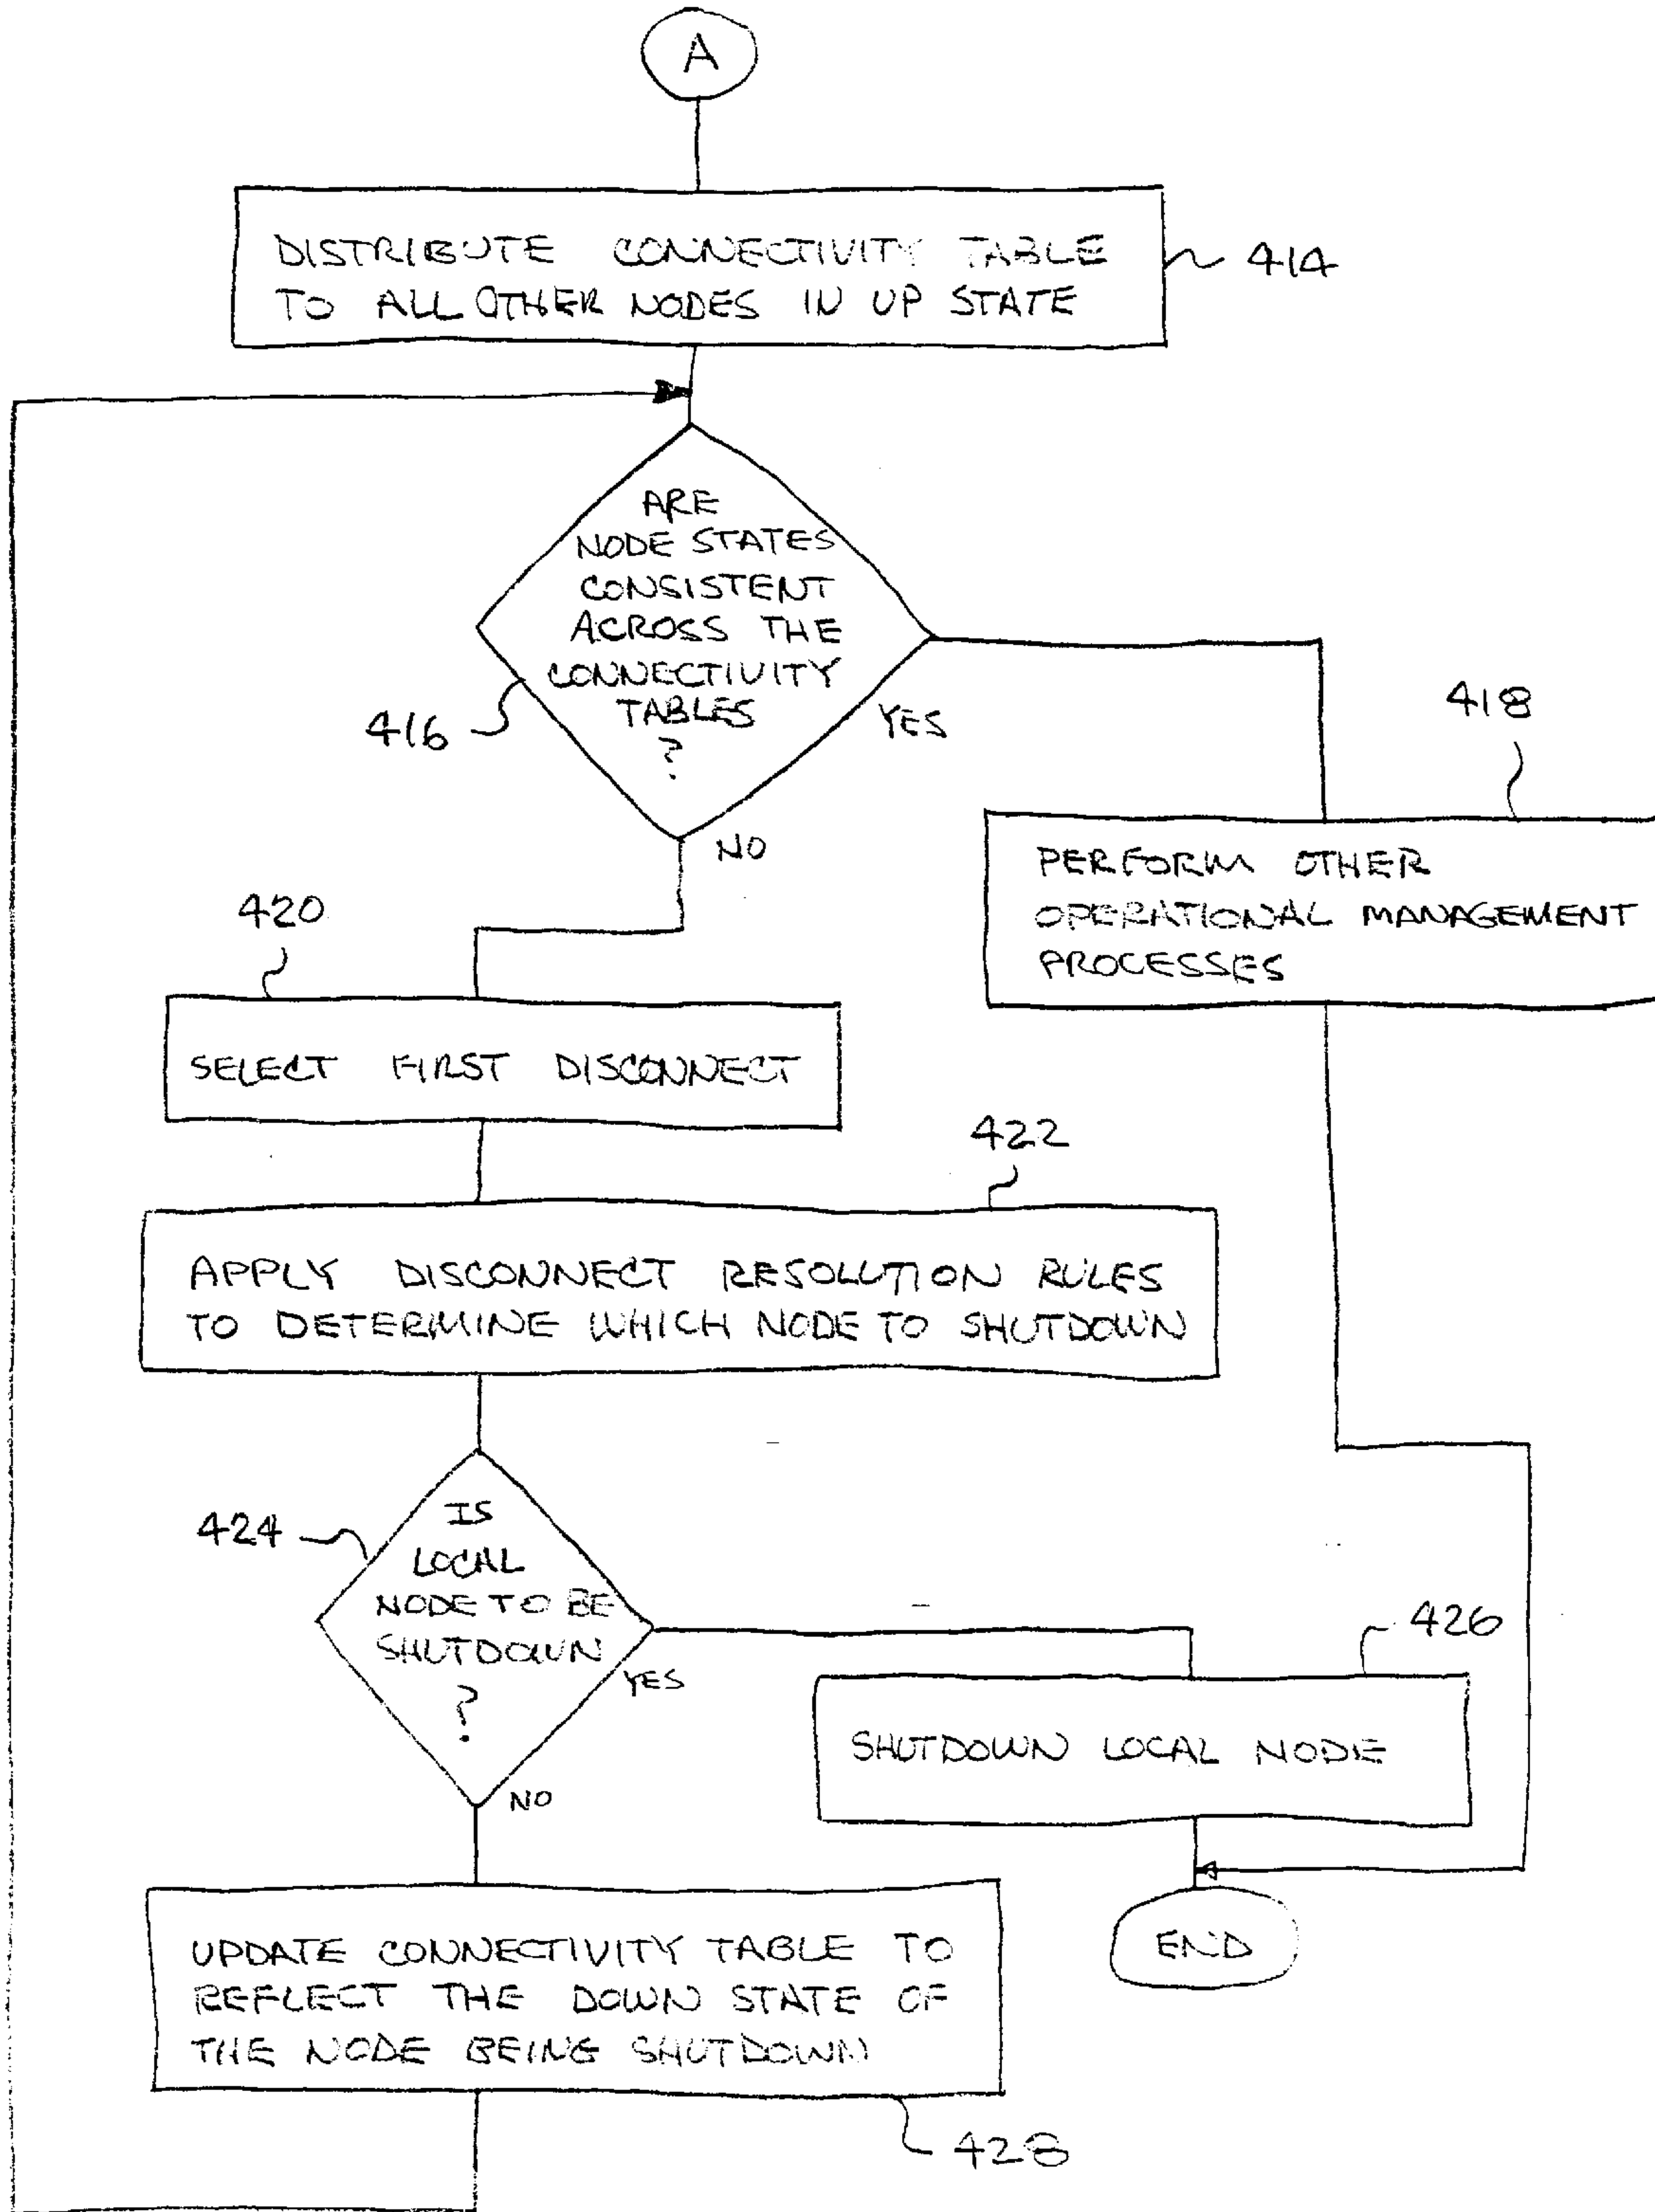 A
DISTRIBUTE CONNECTIVITY TABLE
TO ALL OTHER NODES IN UP STATE
414
ARE
NODE STATES
CONSISTENT
ACROSS THE
CONNECTIVITY
TABLES
?
416
YES
NO
418
PERFORM OTHER
OPERATIONAL MANAGEMENT
PROCESSES
420
SELECT FIRST DISCONNECT
422
APPLY DISCONNECT RESOLUTION RULES
TO DETERMINE WHICH NODE TO SHUTDOWN
424
IS
LOCAL
NODE TO BE
SHUTDOWN
?
YES
NO
426
SHUTDOWN LOCAL NODE
END
UPDATE CONNECTIVITY TABLE TO
REFLECT THE DOWN STATE OF
THE NODE BEING SHUTDOWN
428